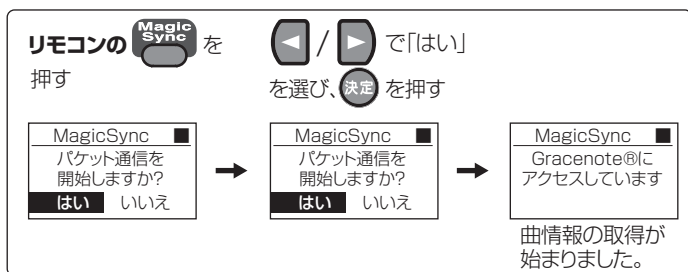 リモコンの Magic Sync を
押す
◀ / ▶ で「はい」
を選び、決定 を押す
MagicSync ■
パケット通信を
開始しますか?
はい いいえ
MagicSync ■
パケット通信を
開始しますか?
はい いいえ
MagicSync ■
Gracenote®に
アクセスしています
曲情報の取得が
始まりました。